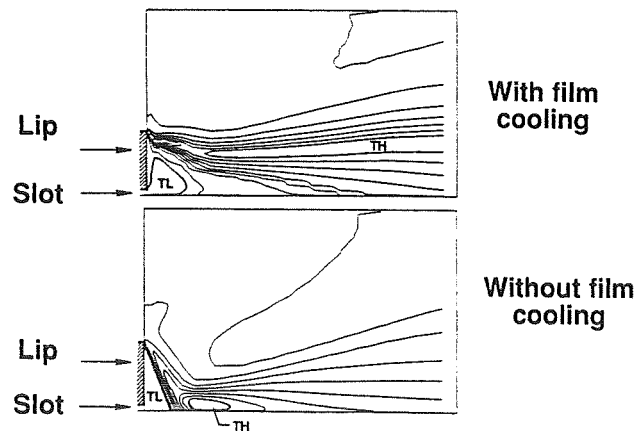 With film
cooling
Lip
TH
TL
Slot
Without film
cooling
Lip
TL
Slot
TH